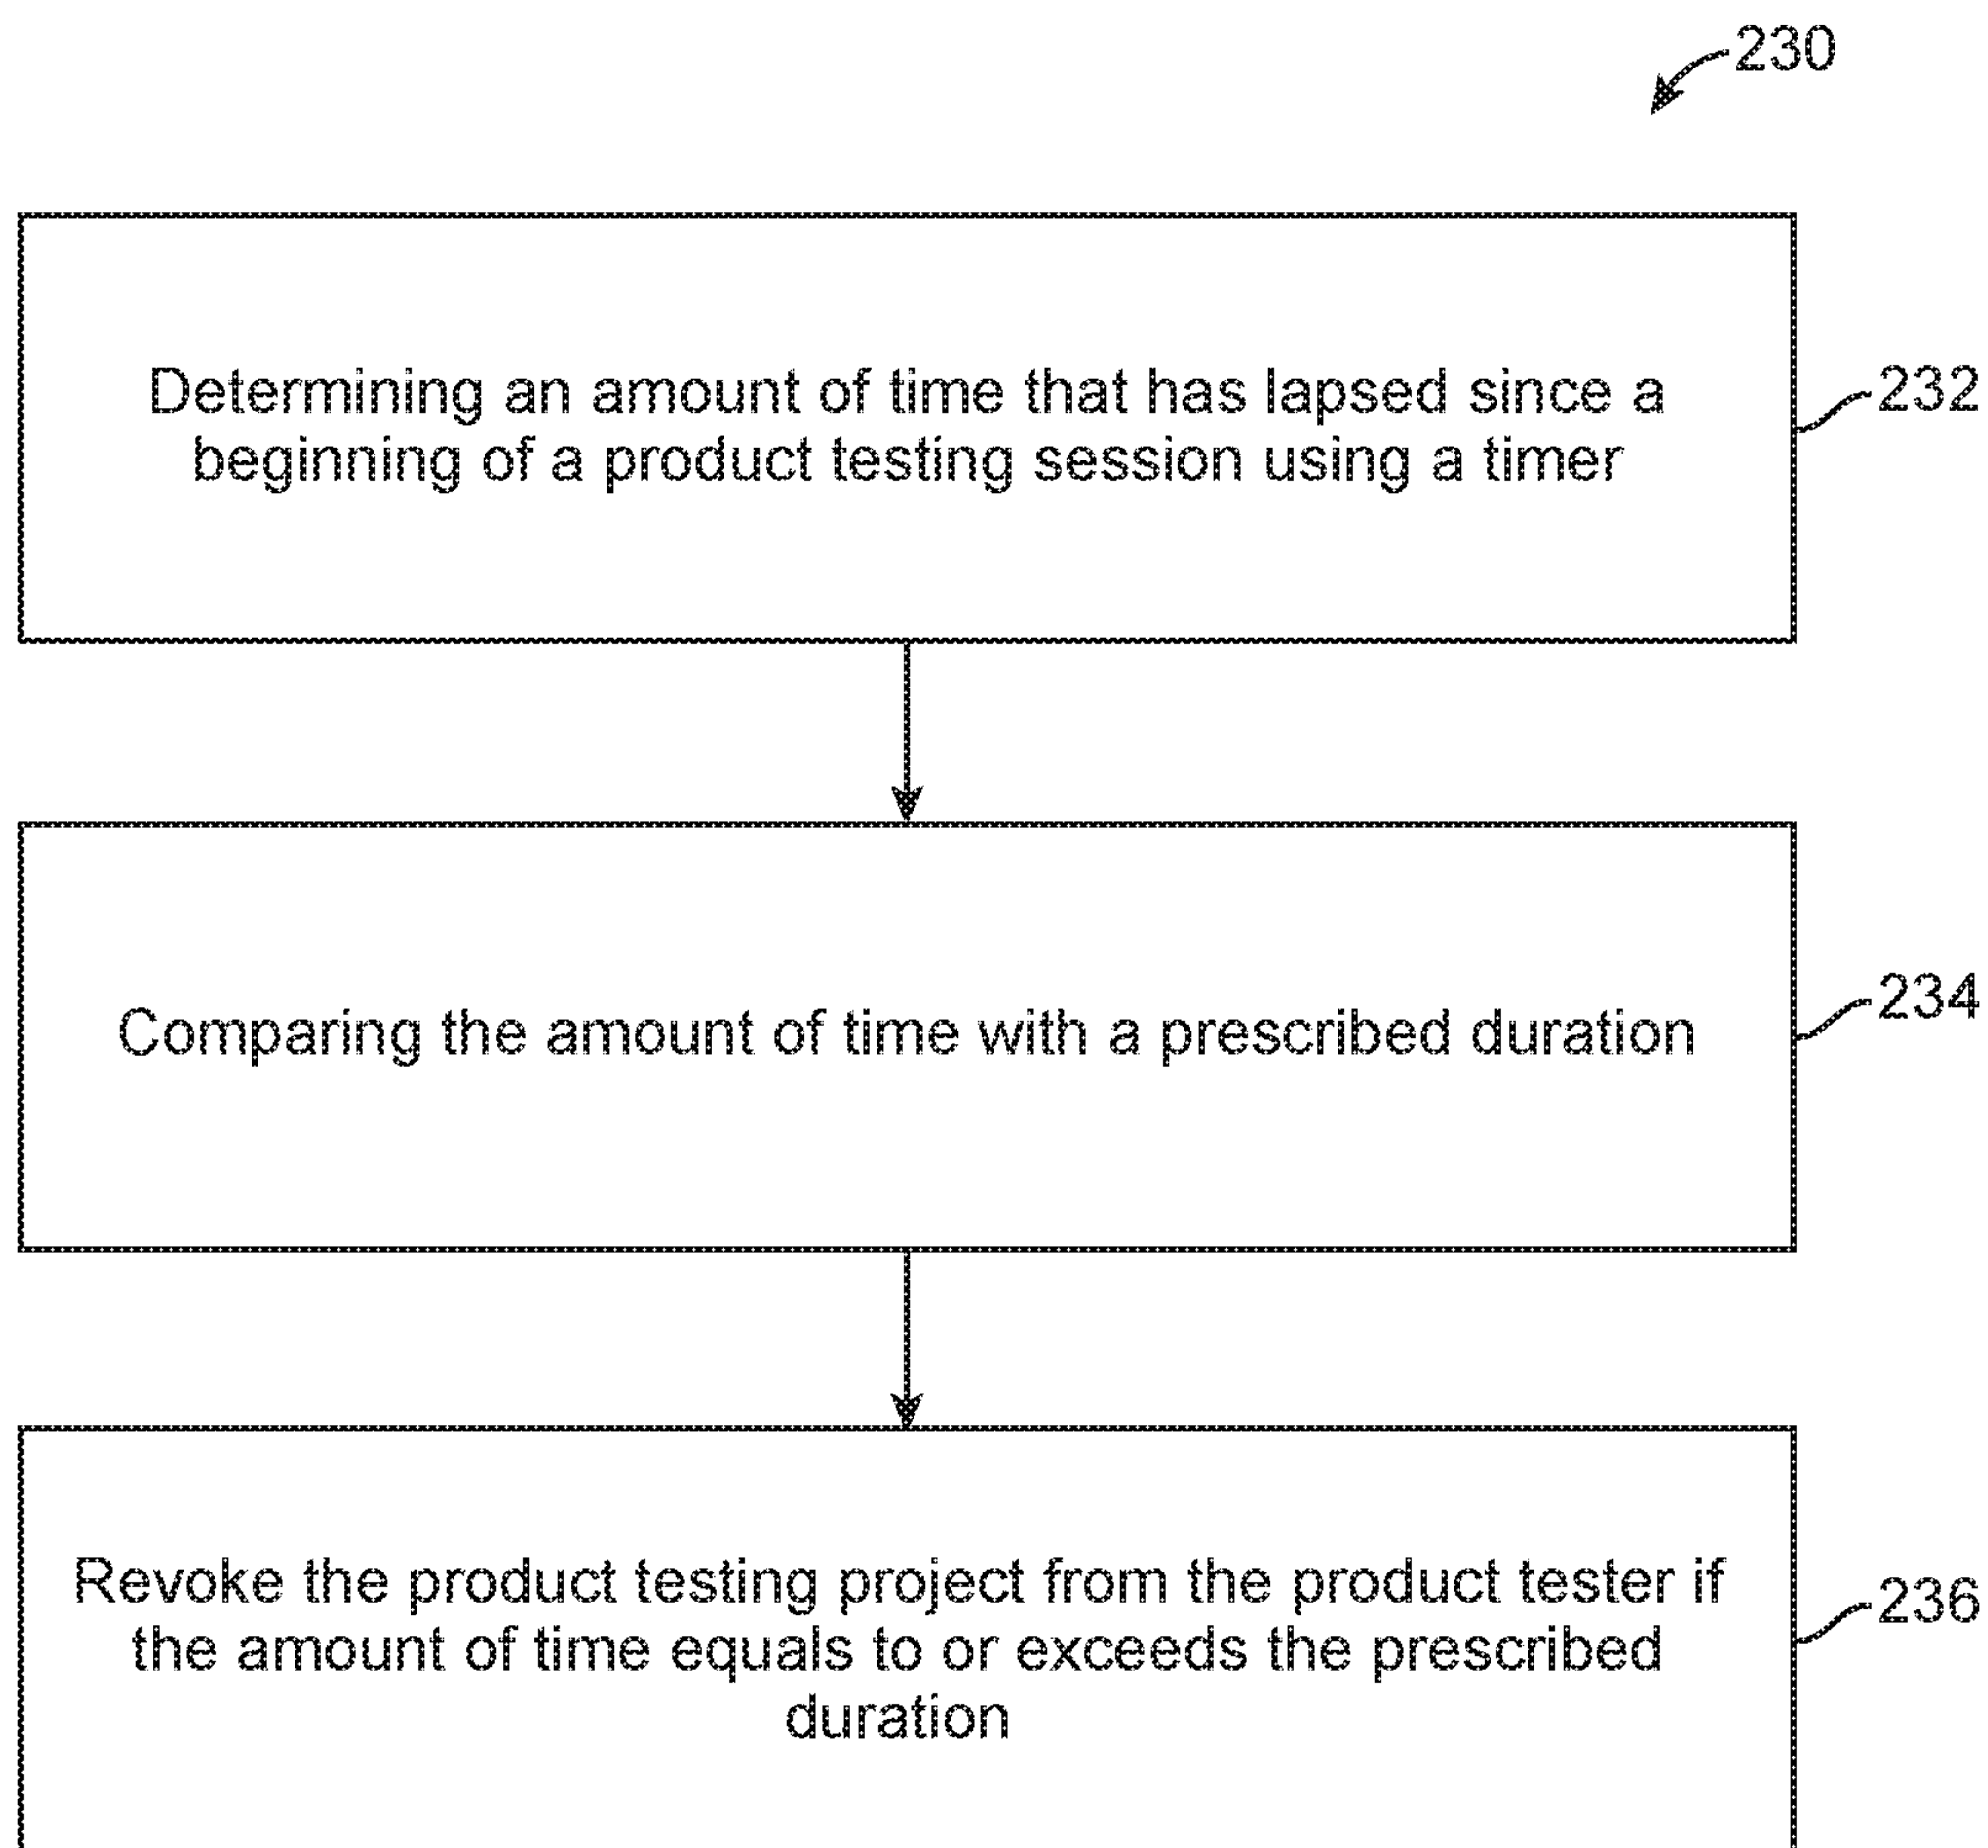 230
Determining an amount of time that has lapsed since a
beginning of a product testing session using a timer
232
Comparing the amount of time with a prescribed duration
234
Revoke the product testing project from the product tester if
the amount of time equals to or exceeds the prescribed
duration
236